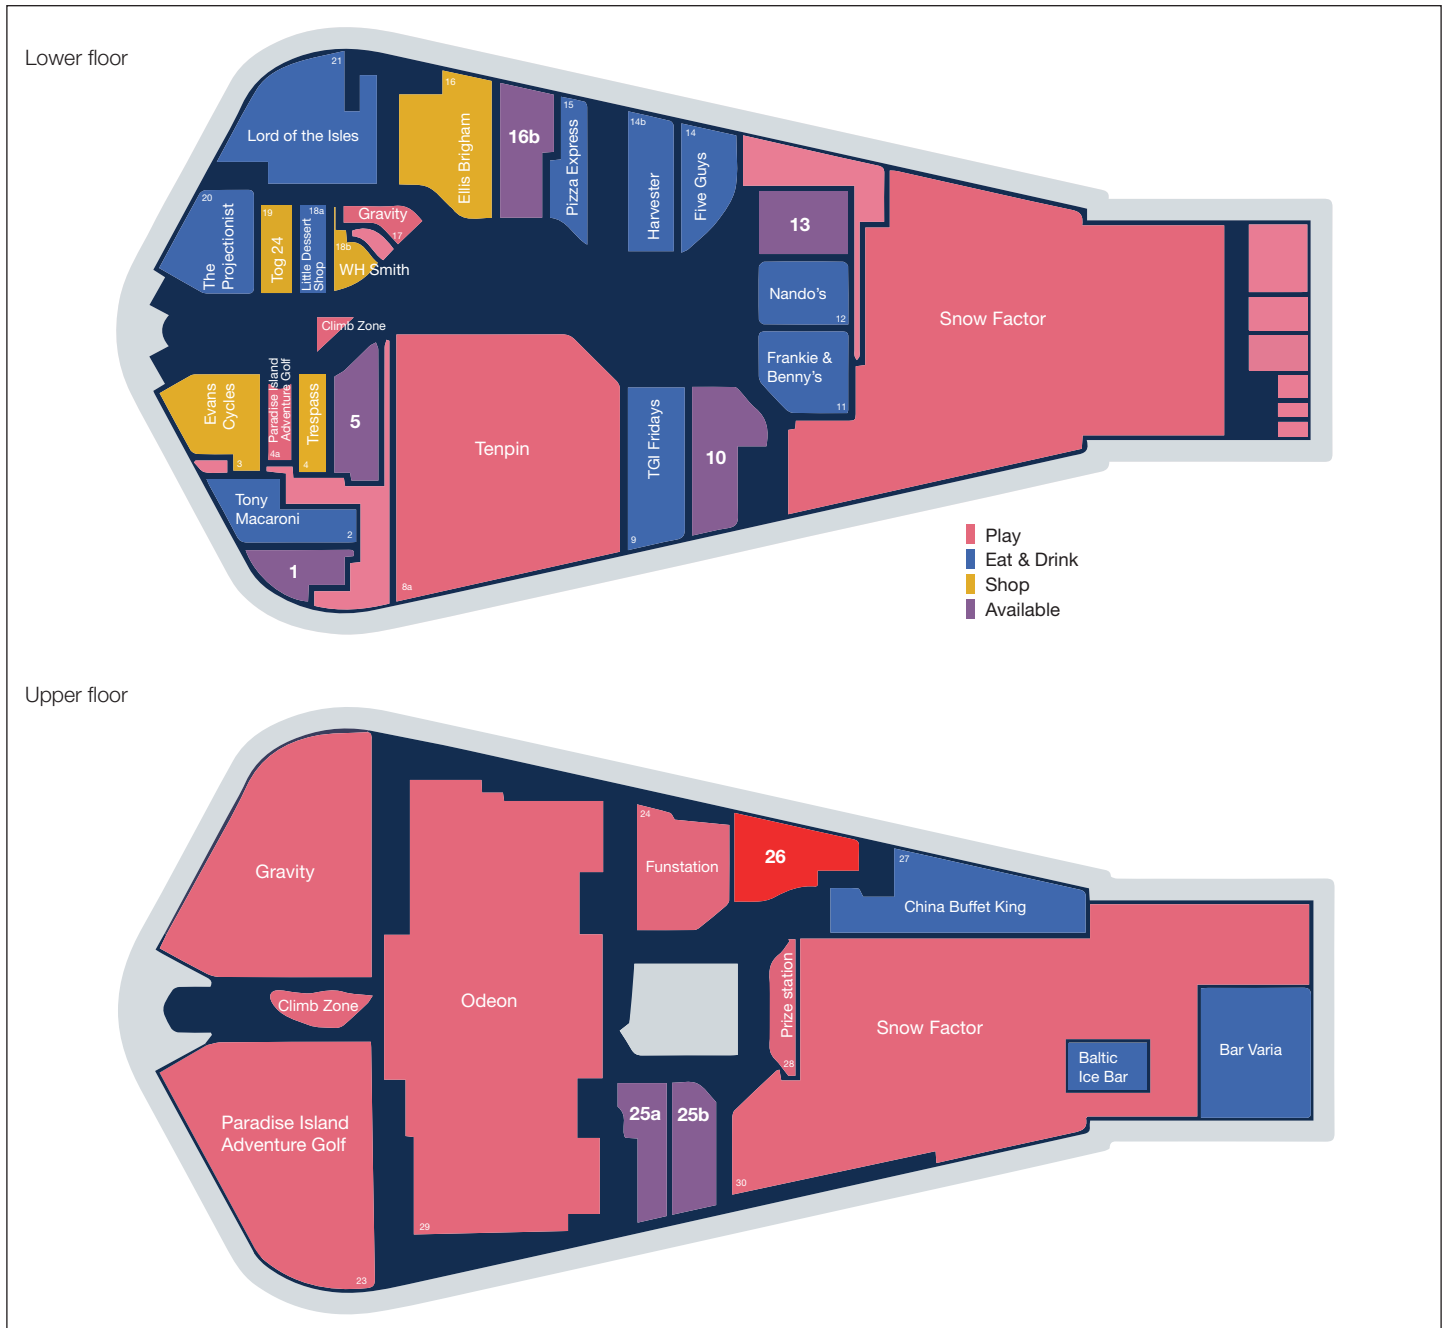 Lower floor
21
Lord of the Isles
16
Ellis Brigham
16b
15
Pizza Express
14b
Harvester
14
Five Guys
20
The
Projectionist
19
Tog 24
18a
Little Dessert
Shop
Gravity
17
18b
WH Smith
13
Nando's
12
Frankie &
Benny's
11
Snow Factor
Climb Zone
Evans
Cycles
3
Paradise Island
Adventure Golf
4a
Trespass
4
5
Tenpin
8a
TGI Fridays
9
10
Tony
Macaroni
2
1
Play
Eat & Drink
Shop
Available
Upper floor
Gravity
Climb Zone
Paradise Island
Adventure Golf
23
Odeon
29
24
Funstation
26
27
China Buffet King
Prize station
28
Snow Factor
30
25a
25b
Baltic
Ice Bar
Bar Varia